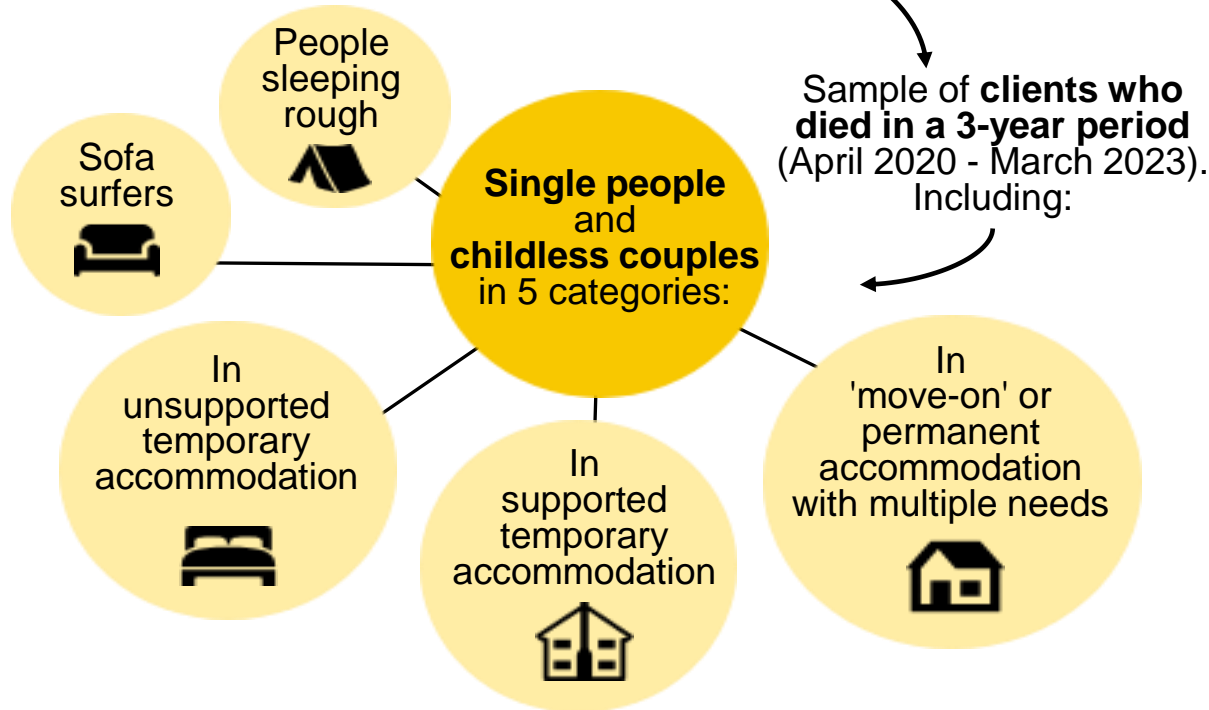 Sample of clients who
died in a 3-year period
(April 2020 - March 2023).
Including:
Single people
and
childless couples
in 5 categories:
People
sleeping
rough
Sofa
surfers
In
unsupported
temporary
accommodation
In
supported
temporary
accommodation
In
'move-on' or
permanent
accommodation
with multiple needs